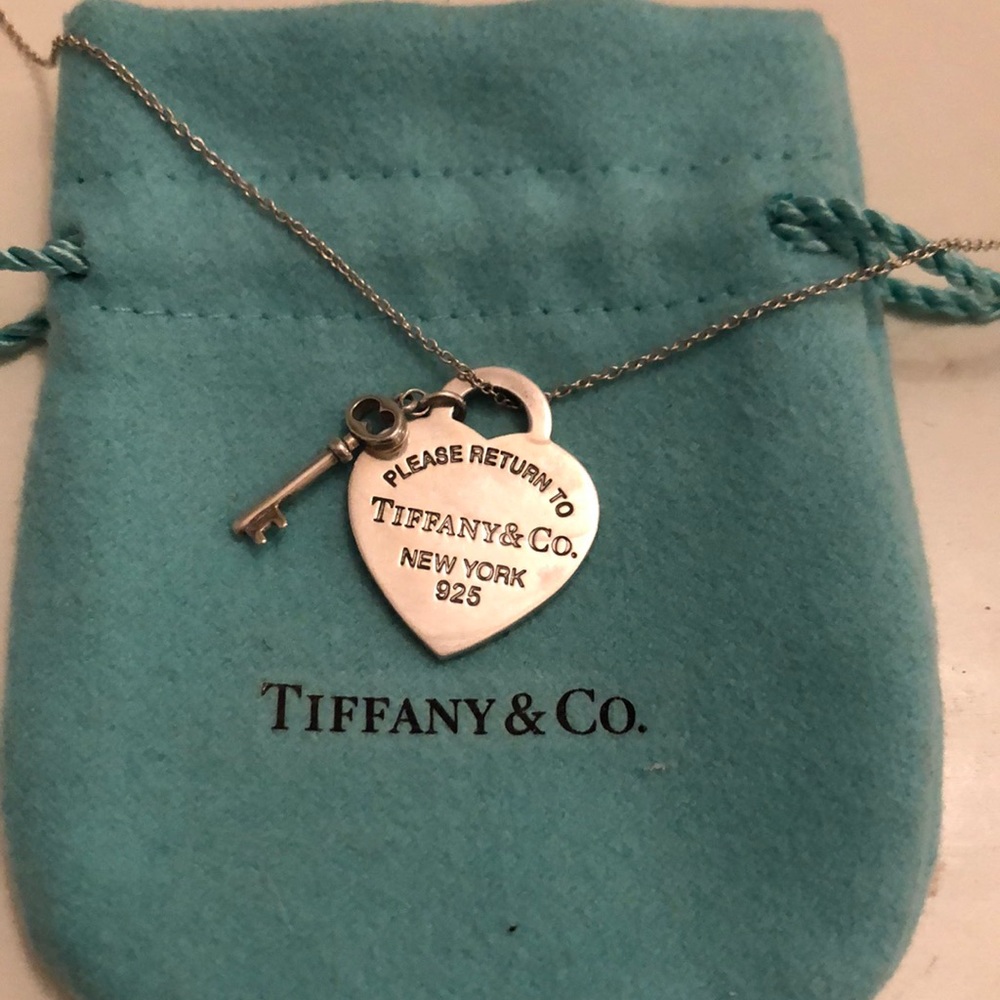 PLEASE RETURN TO
TIFFANY & CO.
NEW YORK
925
TIFFANY & CO.